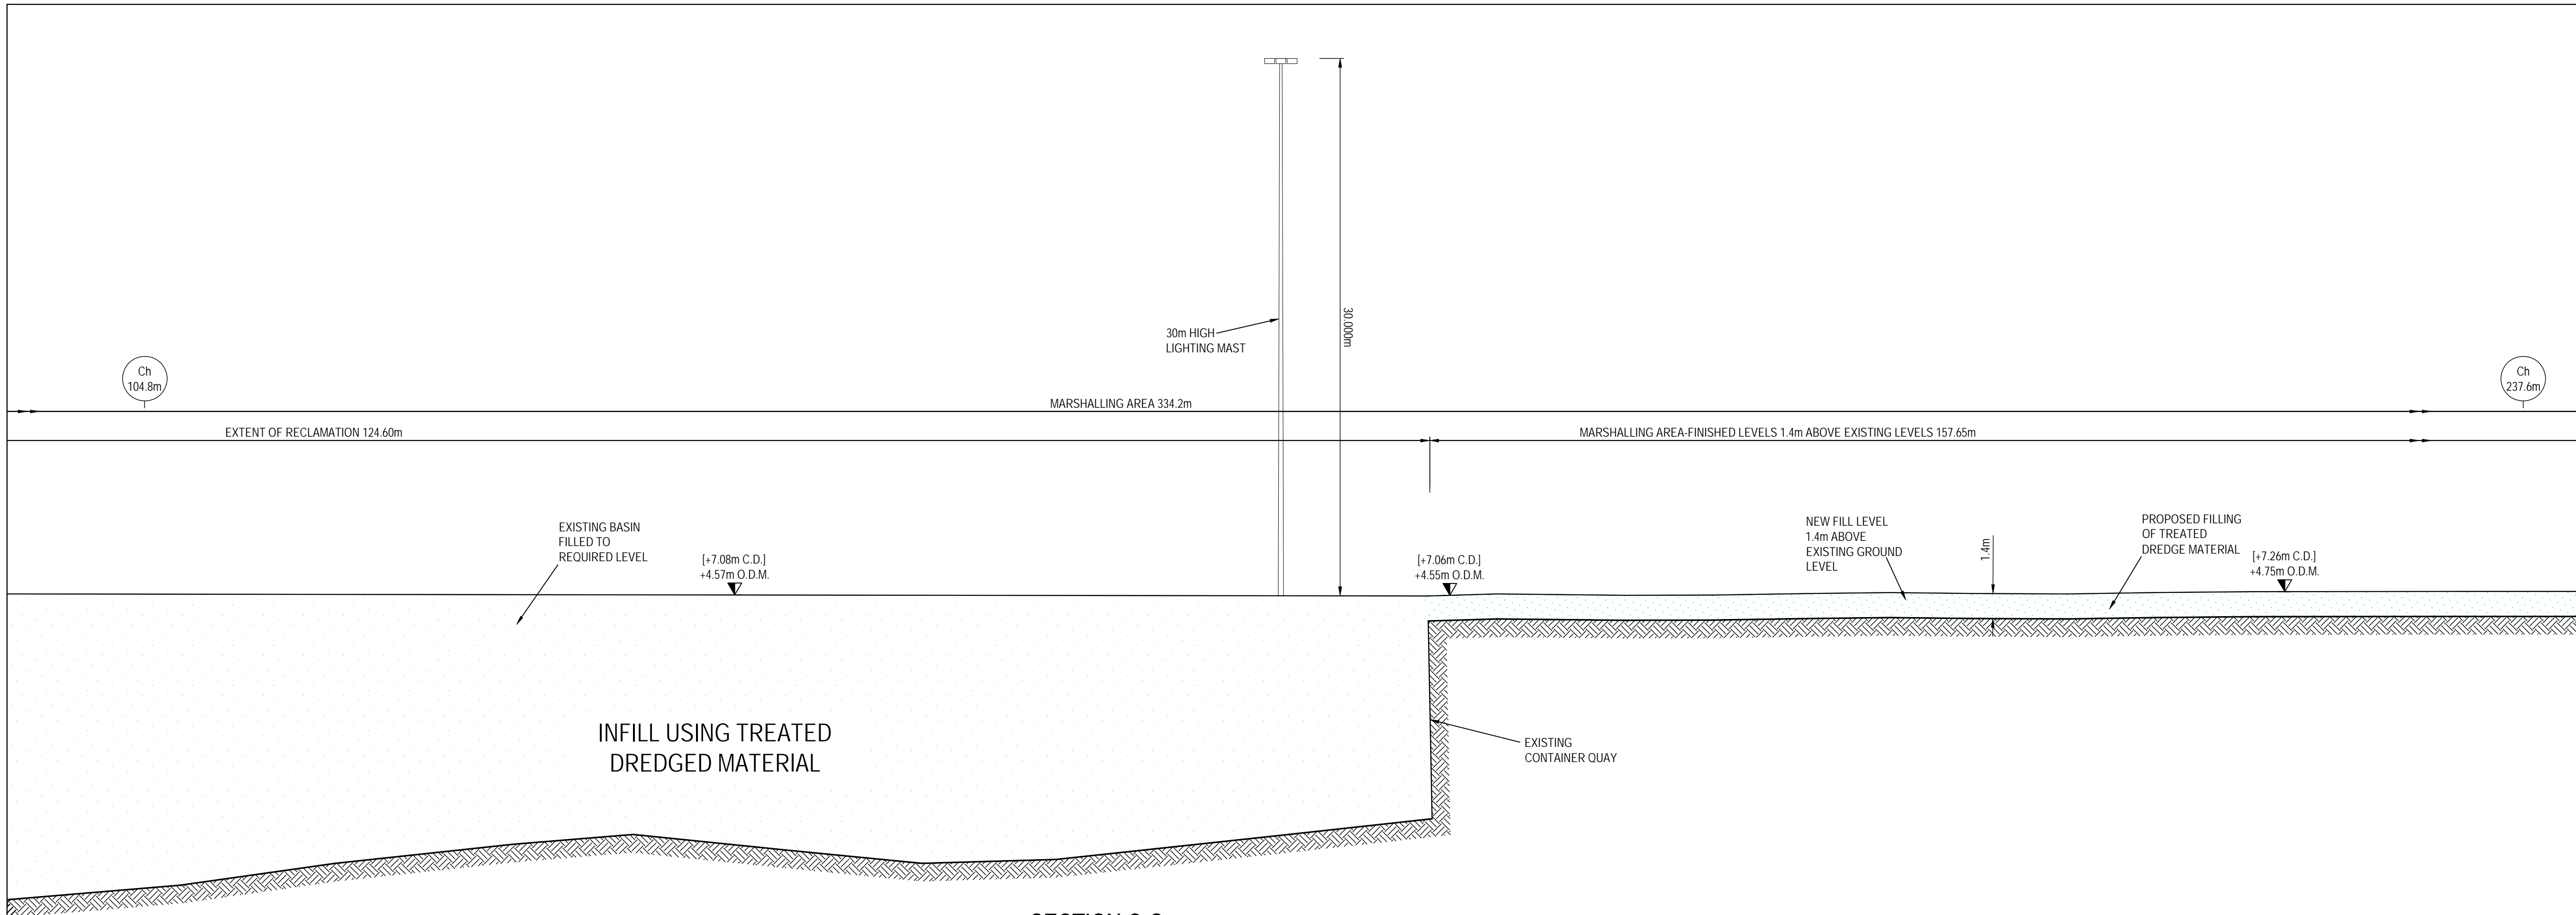 30.000m
30m HIGH
LIGHTING MAST
Ch
104.8m
Ch
237.6m
MARSHALLING AREA 334.2m
EXTENT OF RECLAMATION 124.60m
MARSHALLING AREA-FINISHED LEVELS 1.4m ABOVE EXISTING LEVELS 157.65m
EXISTING BASIN
FILLED TO
REQUIRED LEVEL
[+7.08m C.D.]
+4.57m O.D.M.
[+7.06m C.D.]
+4.55m O.D.M.
NEW FILL LEVEL
1.4m ABOVE
EXISTING GROUND
LEVEL
1.4m
PROPOSED FILLING
OF TREATED
DREDGE MATERIAL
[+7.26m C.D.]
+4.75m O.D.M.
INFILL USING TREATED
DREDGED MATERIAL
EXISTING
CONTAINER QUAY